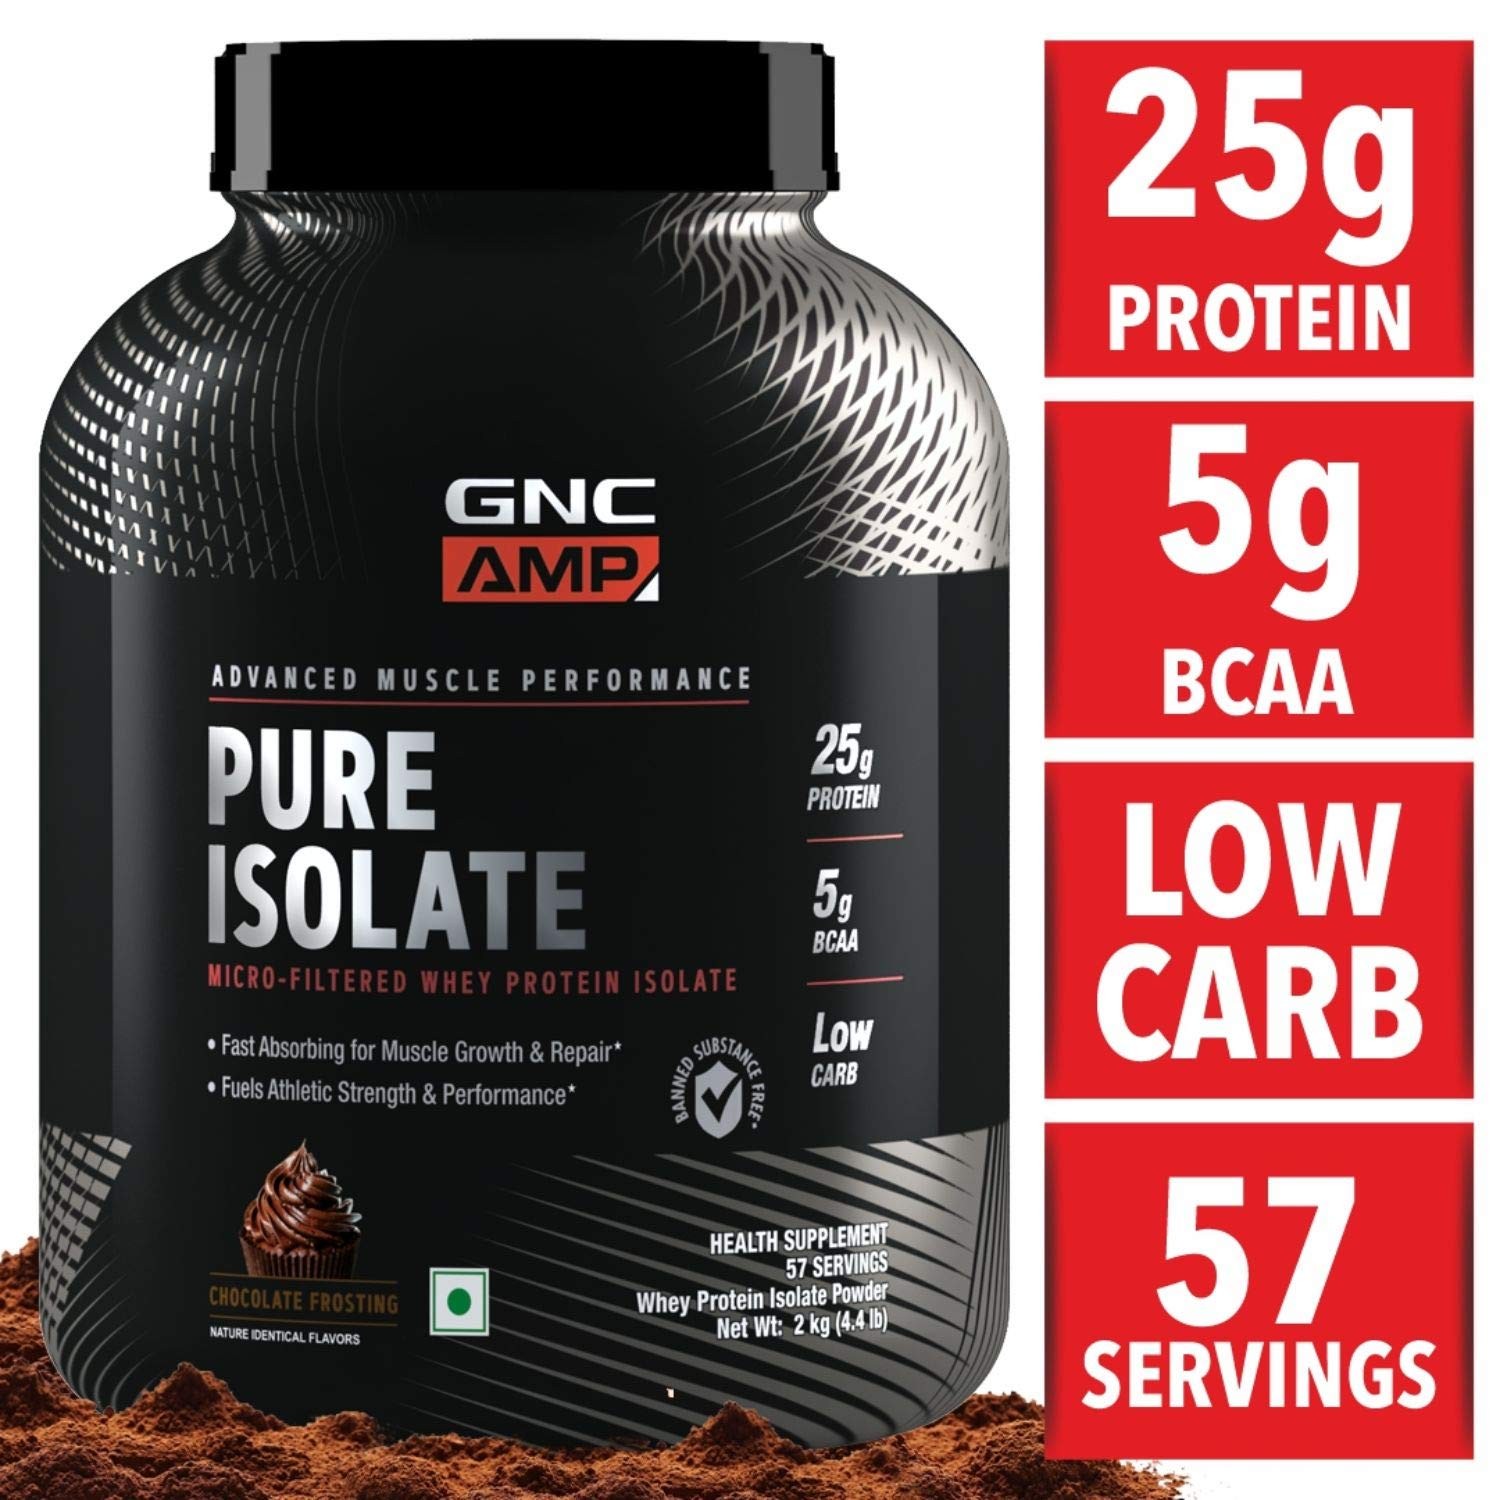 GNC
AMP
ADVANCED MUSCLE PERFORMANCE
PURE
ISOLATE
MICRO-FILTERED WHEY PROTEIN ISOLATE
• Fast Absorbing for Muscle Growth & Repair*
• Fuels Athletic Strength & Performance*
25g
PROTEIN
5g
BCAA
Low
CARB
BANNED SUBSTANCE FREE*
CHOCOLATE FROSTING
NATURE IDENTICAL FLAVORS
HEALTH SUPPLEMENT
57 SERVINGS
Whey Protein Isolate Powder
Net Wt: 2 kg (4.4 lb)
25g
PROTEIN
5g
BCAA
LOW
CARB
57
SERVINGS